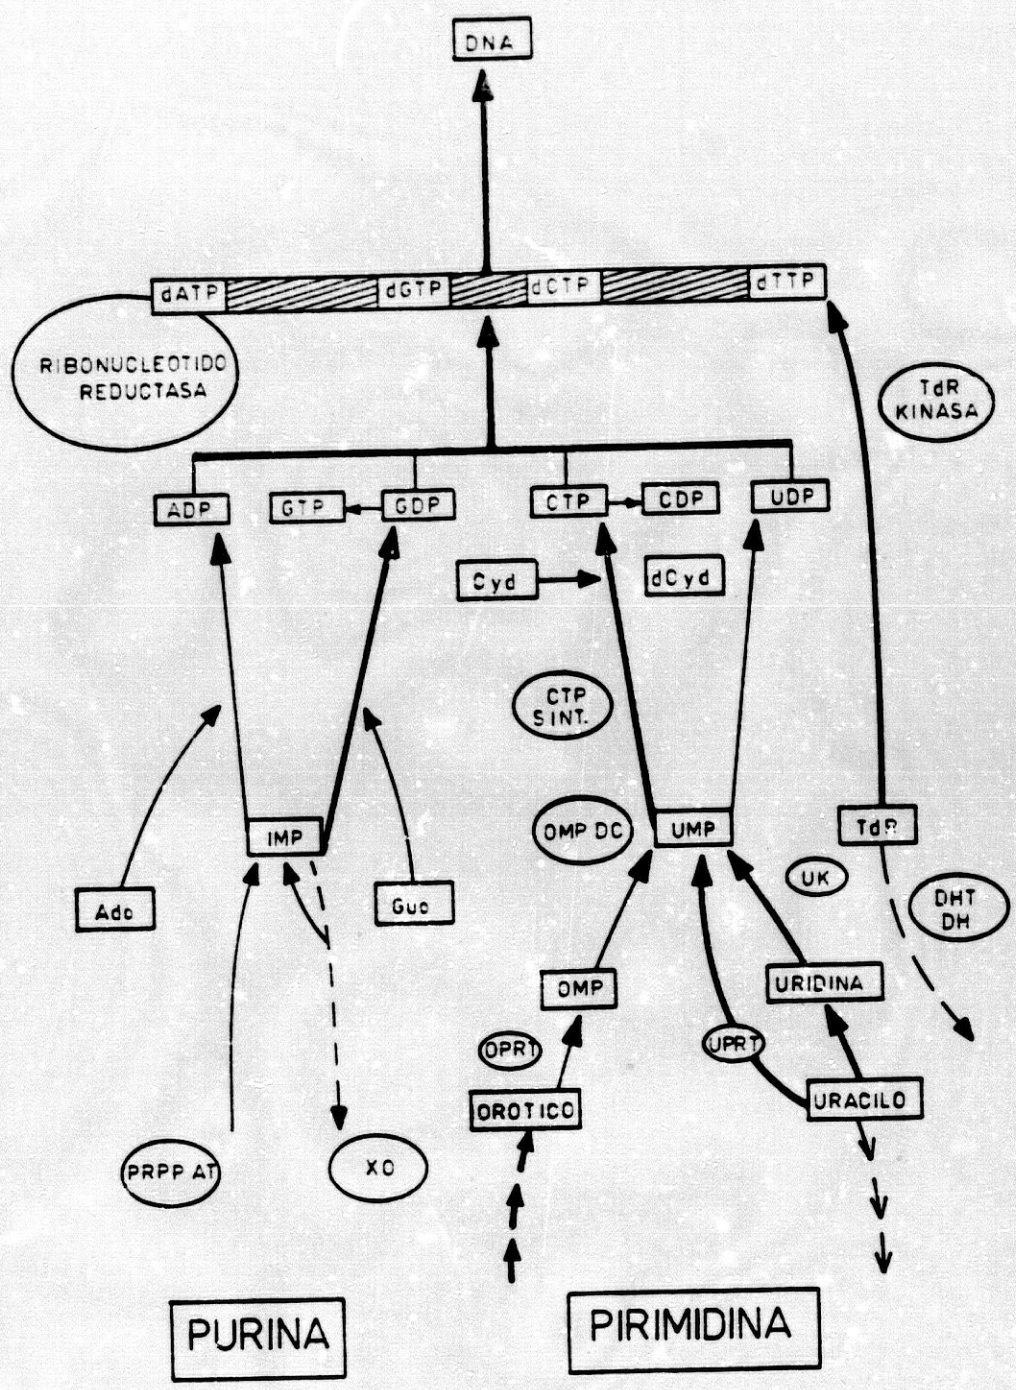 DNA
dATP
dGTP
dCTP
dTTP
RIBONUCLEOTIDO
REDUCTASA
TdR
KINASA
ADP
GTP
GDP
CTP
CDP
UDP
Cyd
dCyd
CTP
SINT.
IMP
OMP DC
UMP
TdR
UK
Ado
Guo
DHT
DH
OMP
URIDINA
OPRT
UPRT
OROTICO
URACILO
PRPP AT
XO
PURINA
PIRIMIDINA